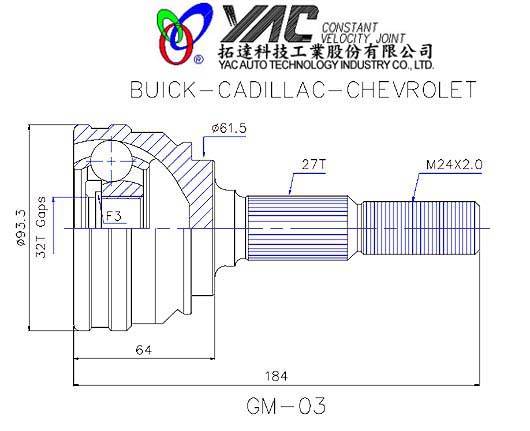 YAC
CONSTANT
VELOCITY JOINT
®
拓達科技工業股份有限公司
YAC AUTO TECHNOLOGY INDUSTRY CO., LTD.
BUICK-CADILLAC-CHEVROLET
ø61.5
27T
M24X2.0
ø93.3
32T Gaps
F3
64
184
GM-03